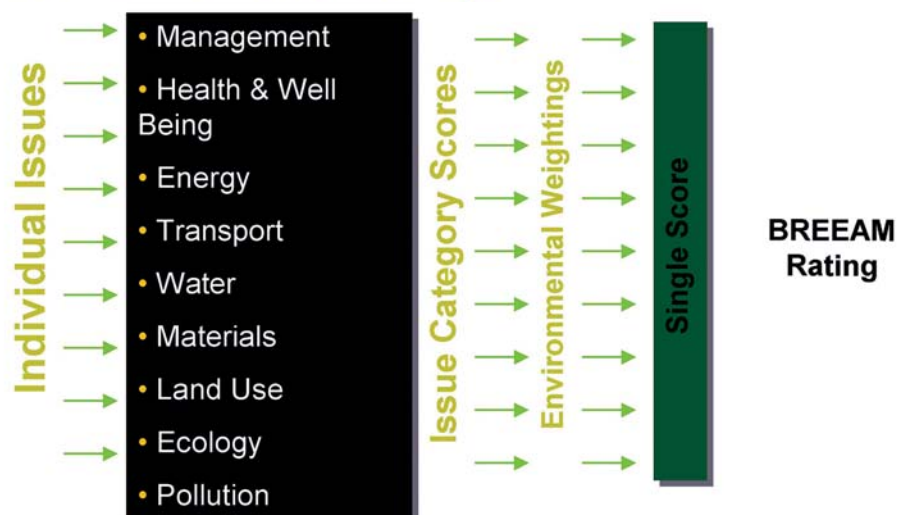 Individual Issues
• Management
• Health & Well
Being
• Energy
• Transport
• Water
• Materials
• Land Use
• Ecology
• Pollution
Issue Category Scores
Environmental Weightings
Single Score
BREEAM
Rating